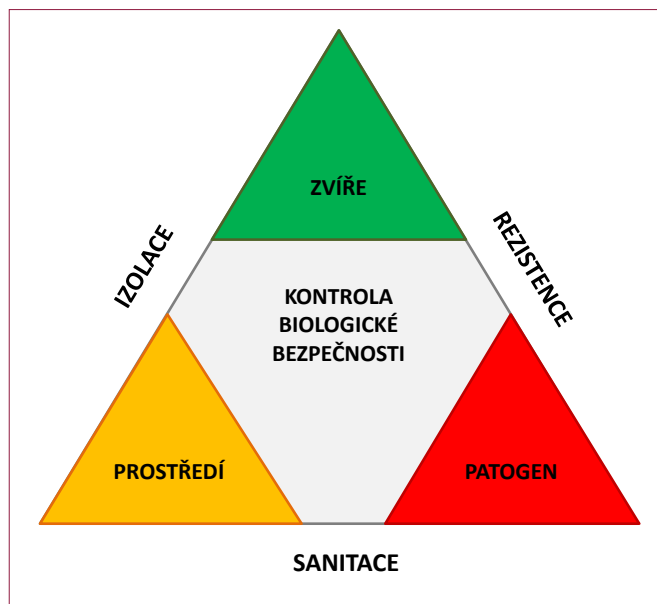 ZVÍŘE
IZOLACE
REZISTENCE
KONTROLA
BIOLOGICKÉ
BEZPEČNOSTI
PROSTŘEDÍ
PATOGEN
SANITACE